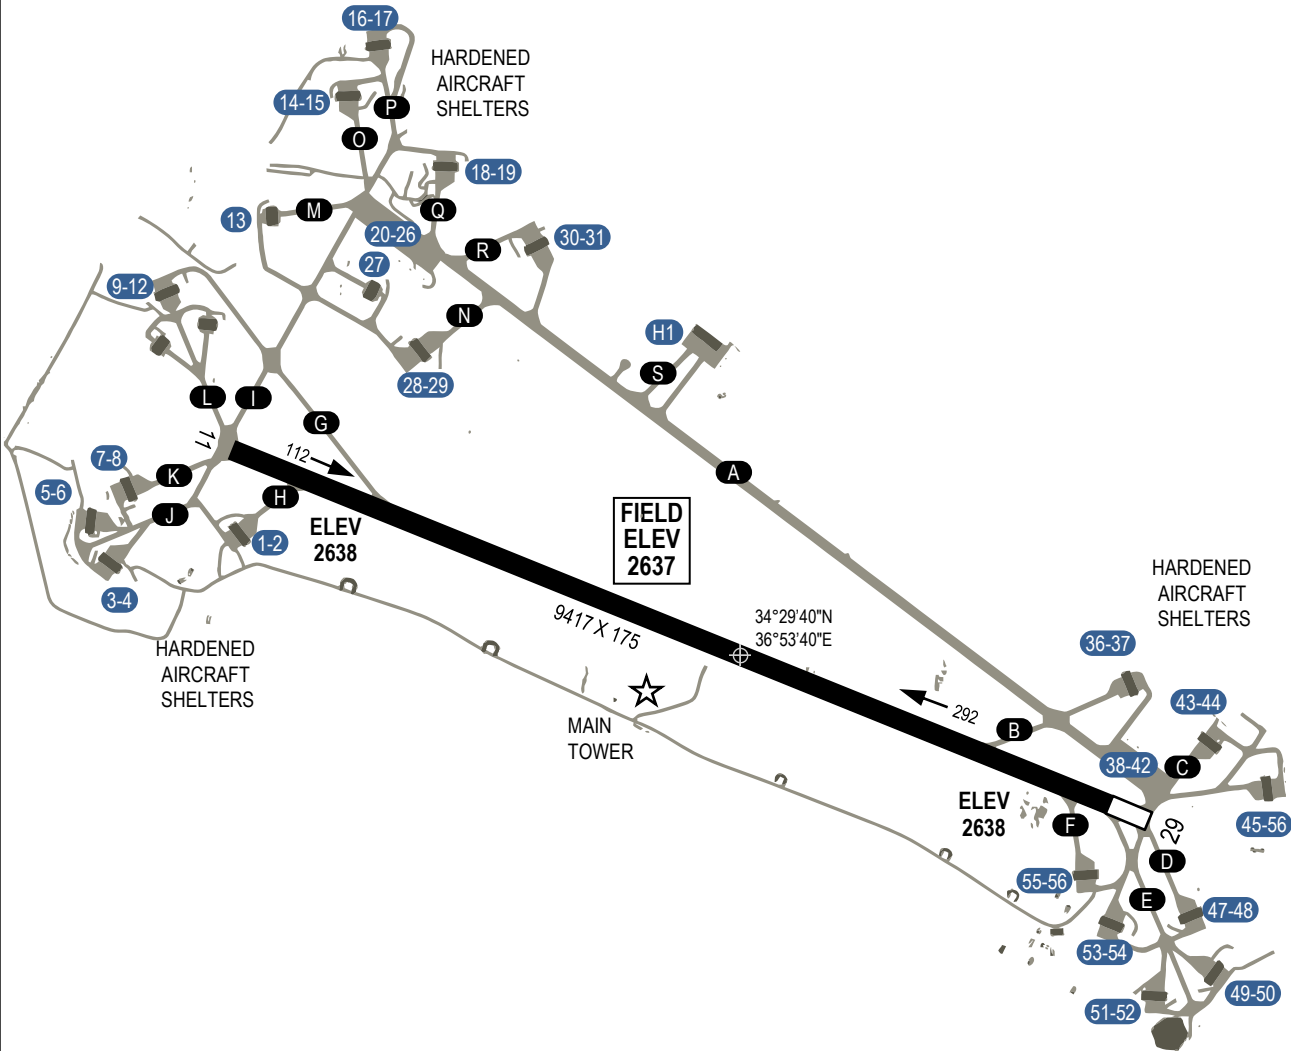 16-17
HARDENED
AIRCRAFT
SHELTERS
14-15
P
O
18-19
13
M
Q
20-26
R
30-31
27
9-12
N
H1
S
28-29
L
I
G
11
112
A
7-8
K
5-6
H
J
ELEV
2638
1-2
FIELD
ELEV
2637
3-4
9417 X 175
34°29'40"N
36°53'40"E
HARDENED
AIRCRAFT
SHELTERS
HARDENED
AIRCRAFT
SHELTERS
36-37
43-44
292
B
MAIN
TOWER
38-42
C
ELEV
2638
F
29
45-56
D
55-56
E
47-48
53-54
49-50
51-52